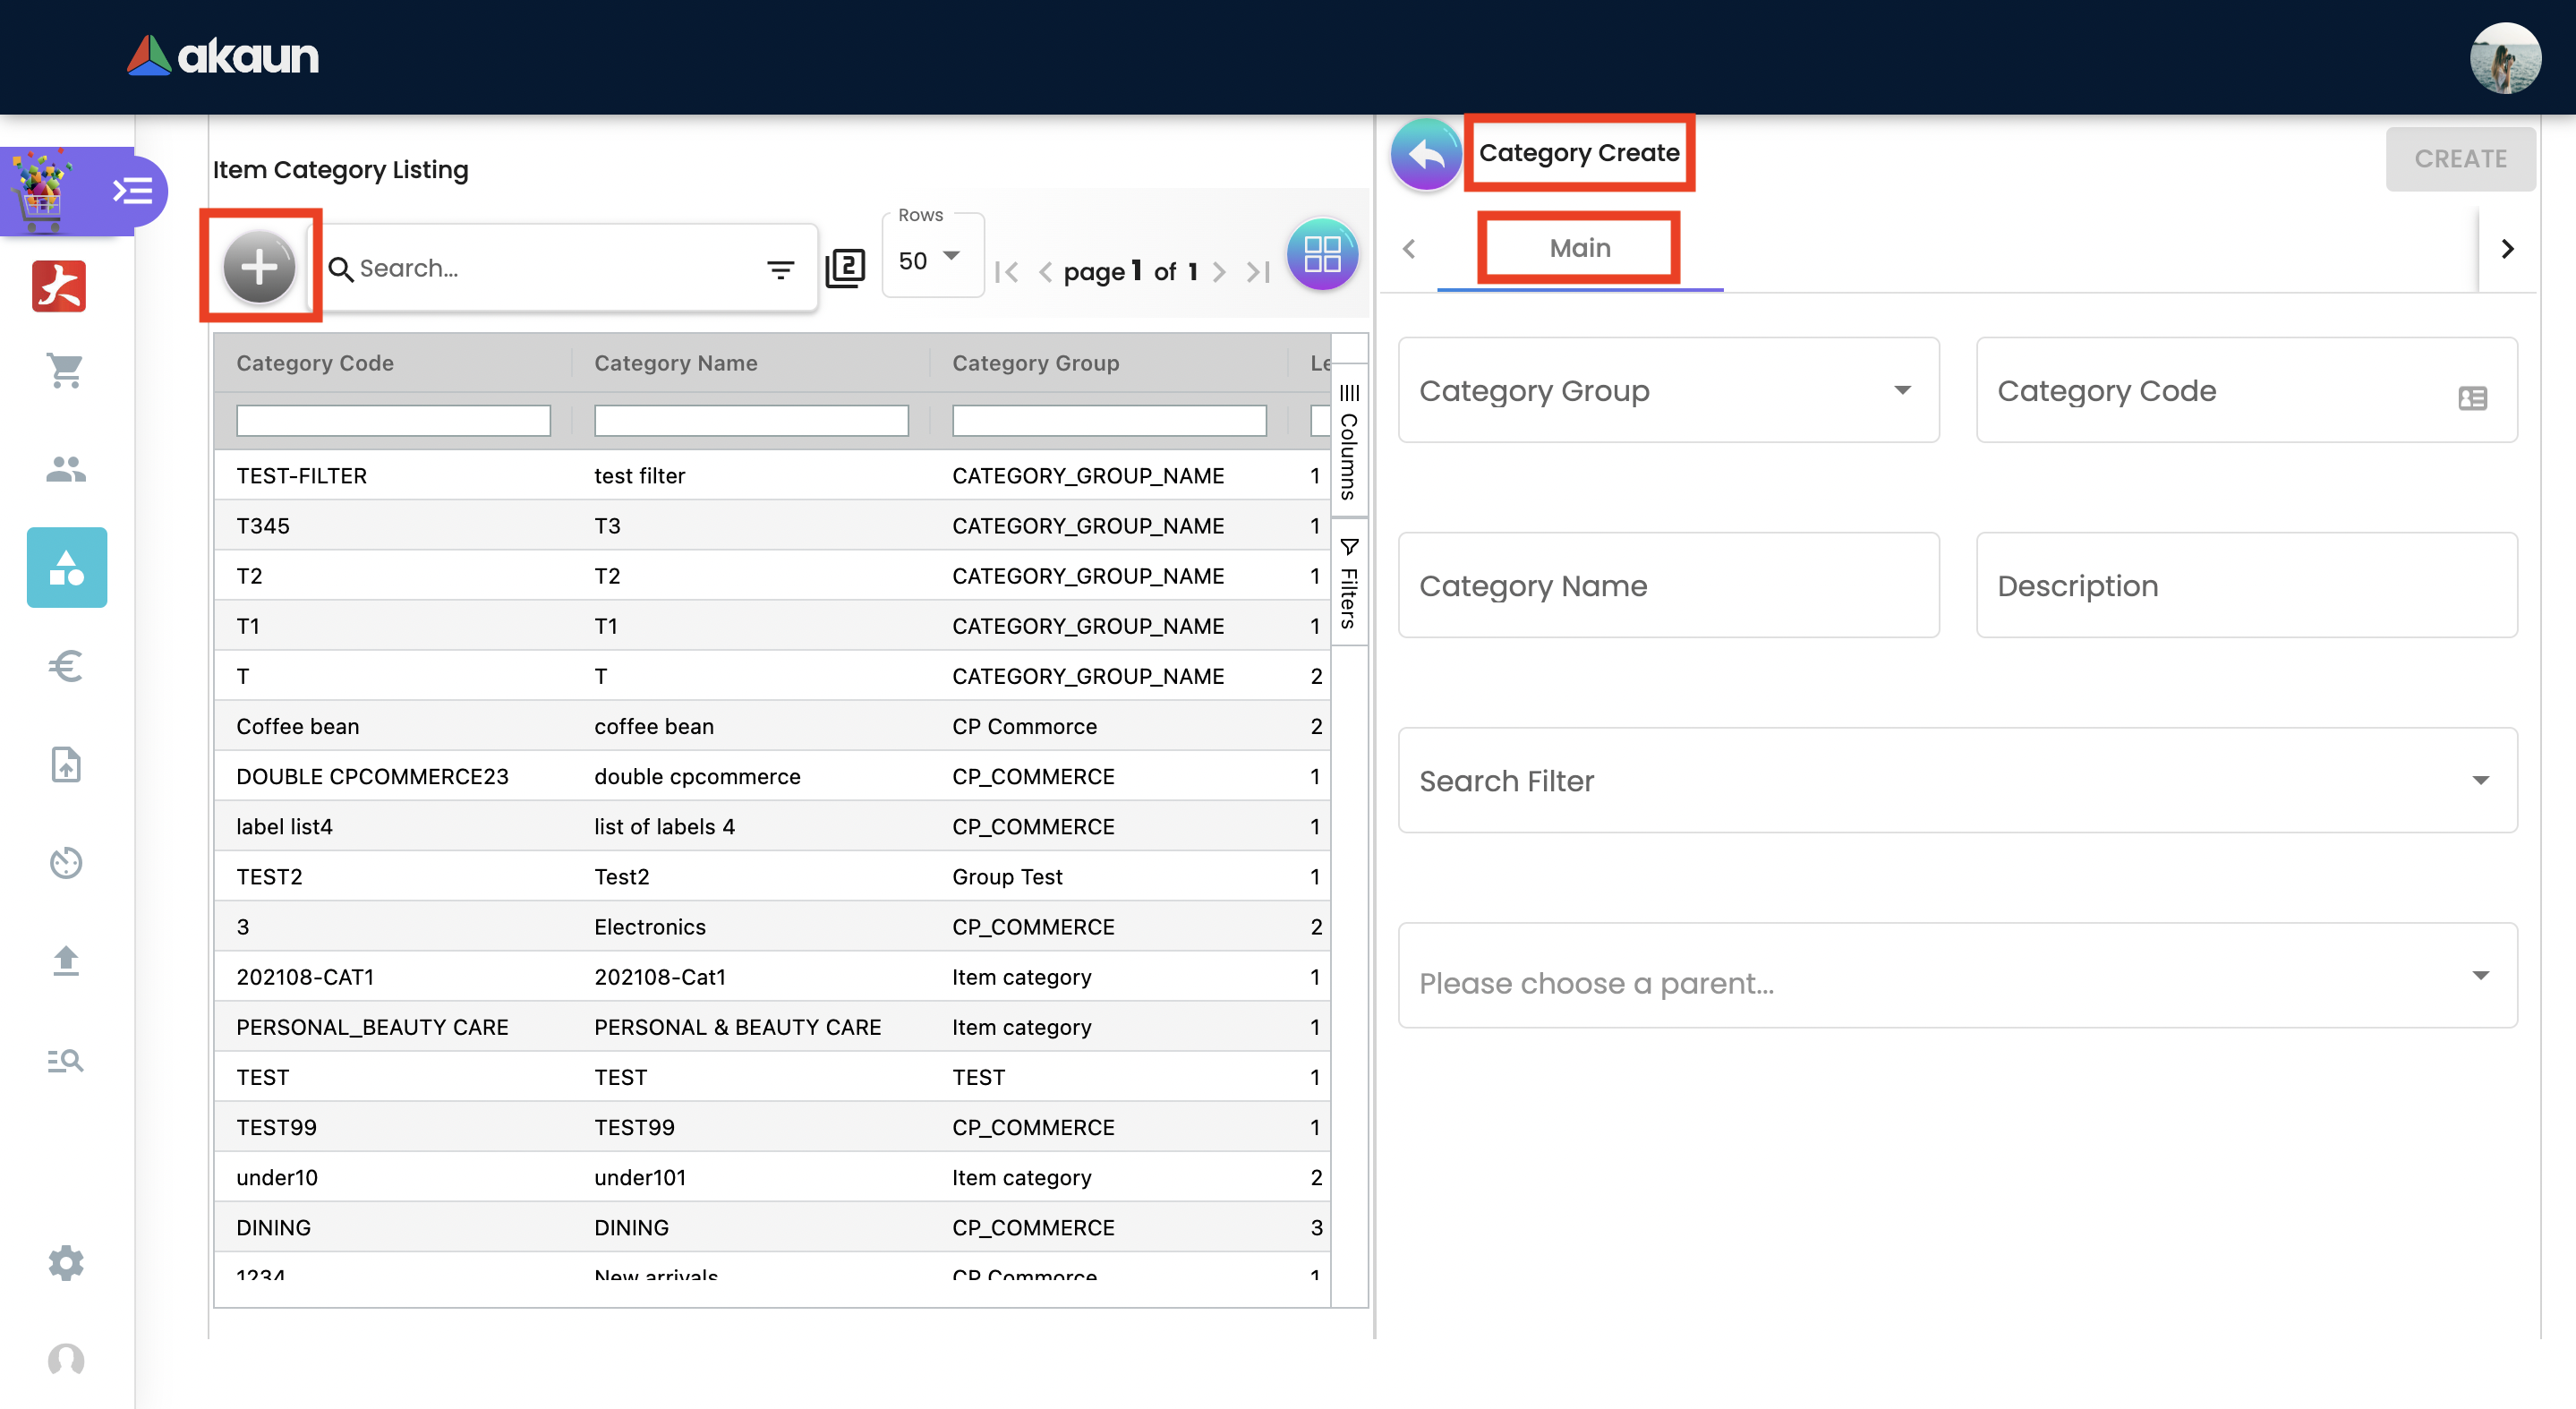 akaun
Item Category Listing
Search...
2
Rows
50
page 1 of 1
Category Code Category Name Category Group Le
TEST-FILTER test filter CATEGORY_GROUP_NAME 1
T345 T3 CATEGORY_GROUP_NAME 1
T2 T2 CATEGORY_GROUP_NAME 1
T1 T1 CATEGORY_GROUP_NAME 1
T T CATEGORY_GROUP_NAME 2
Coffee bean coffee bean CP Commorce 2
DOUBLE CPCOMMERCE23 double cpcommerce CP_COMMERCE 1
label list4 list of labels 4 CP_COMMERCE 1
TEST2 Test2 Group Test 1
3 Electronics CP_COMMERCE 2
202108-CAT1 202108-Cat1 Item category 1
PERSONAL_BEAUTY CARE PERSONAL & BEAUTY CARE Item category 1
TEST TEST TEST 1
TEST99 TEST99 CP_COMMERCE 1
under10 under101 Item category 2
DINING DINING CP_COMMERCE 3
1234 New arrivals CP Commorce 1
Columns
Filters
Category Create
CREATE
Main
Category Group
Category Code
Category Name
Description
Search Filter
Please choose a parent...